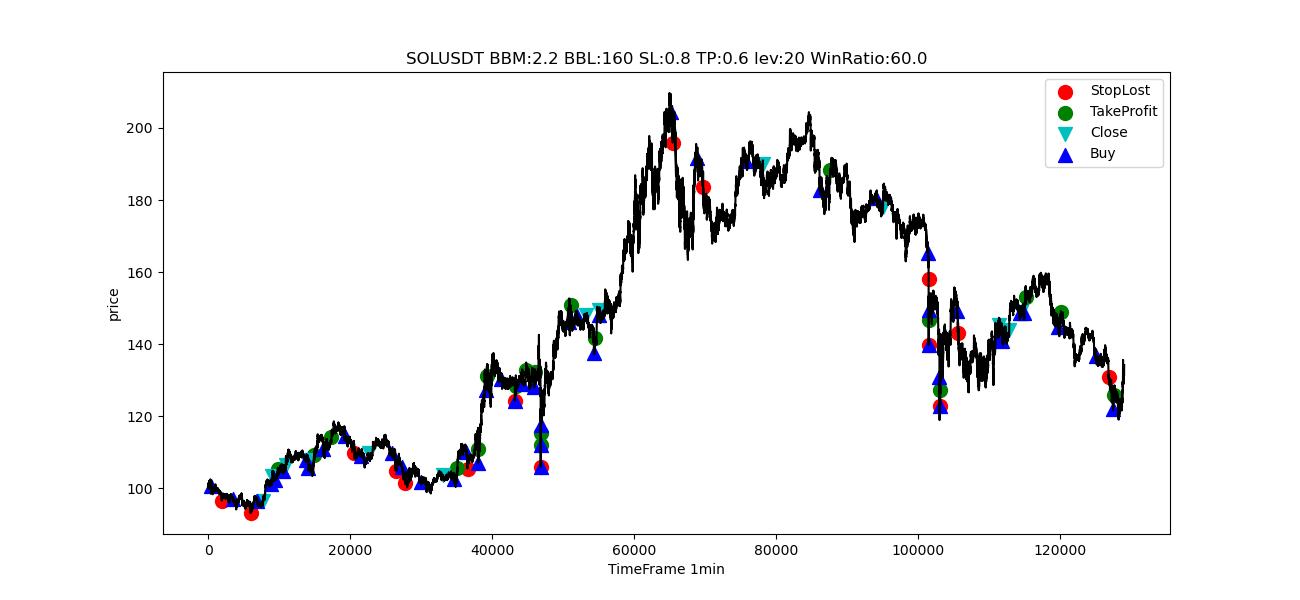 SOLUSDT BBM:2.2 BBL:160 SL:0.8 TP:0.6 lev:20 WinRatio:60.0
StopLost
TakeProfit
Close
Buy
200
180
160
140
120
100
price
0 20000 40000 60000 80000 100000 120000
TimeFrame 1min